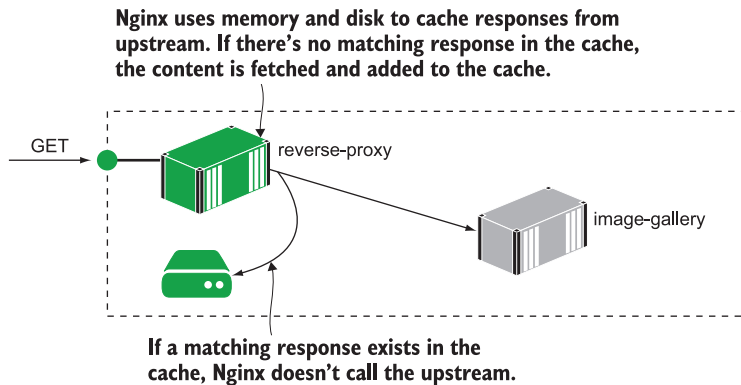 Nginx uses memory and disk to cache responses from
upstream. If there's no matching response in the cache,
the content is fetched and added to the cache.
GET
reverse-proxy
image-gallery
If a matching response exists in the
cache, Nginx doesn't call the upstream.